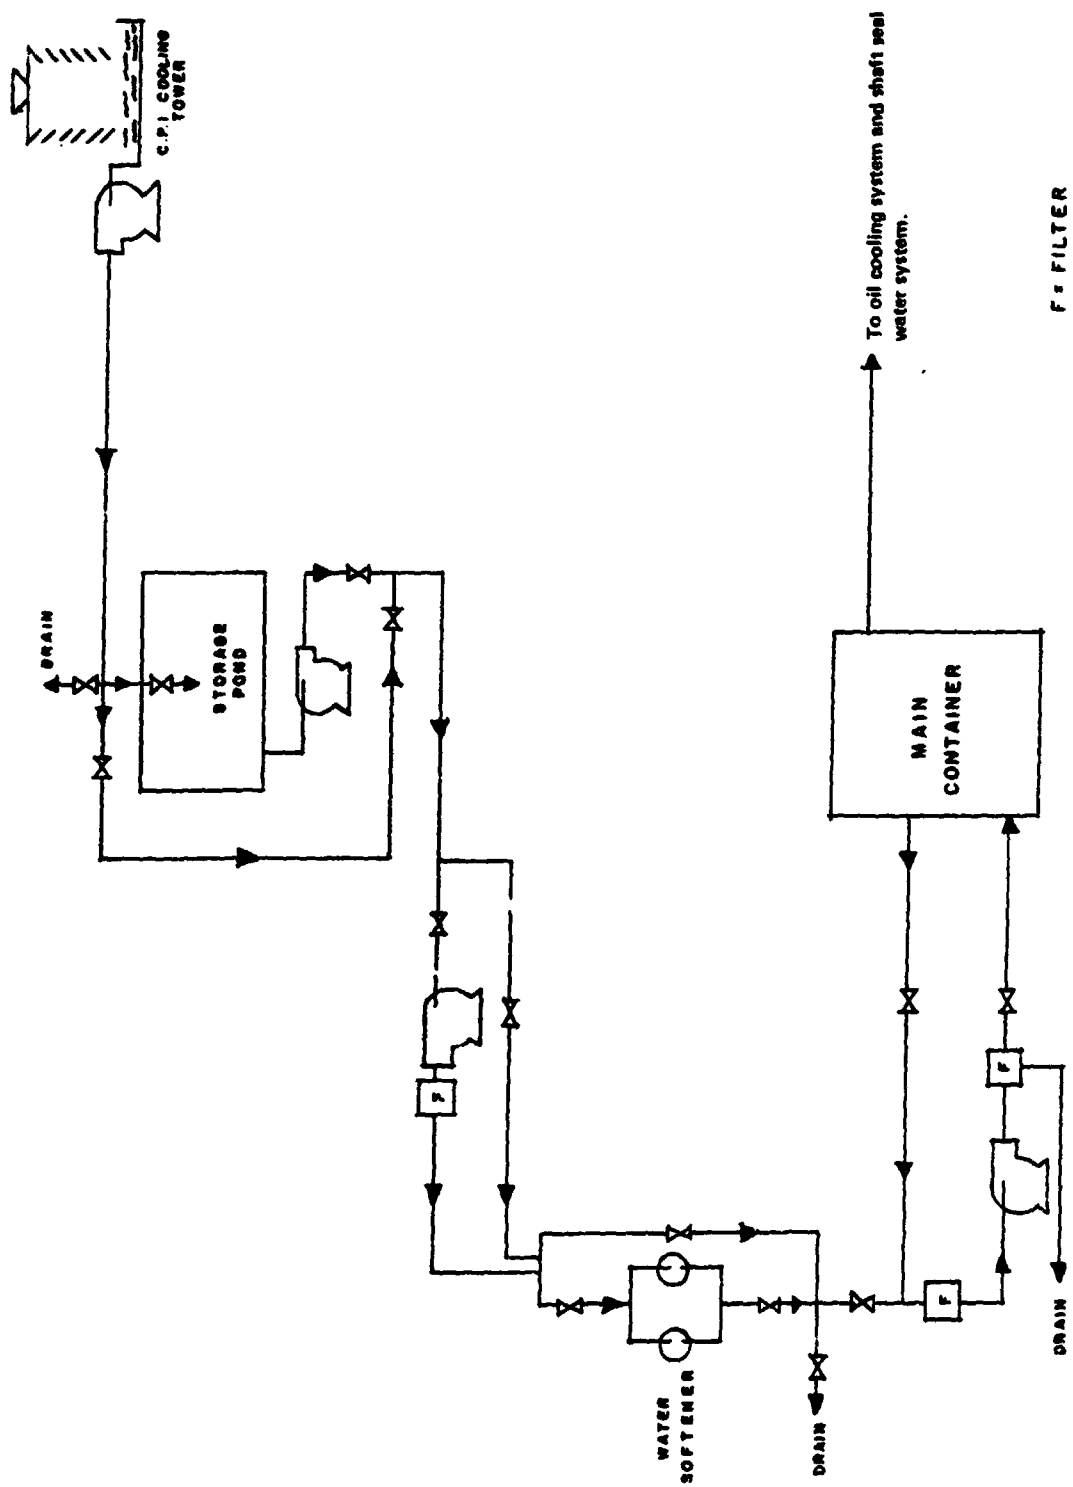 C.P.I COOLING
TOWER
DRAIN
STORAGE
POND
F
WATER
SOFTENER
DRAIN
F
F
DRAIN
MAIN
CONTAINER
To oil cooling system and shaft seal
water system.
F = FILTER